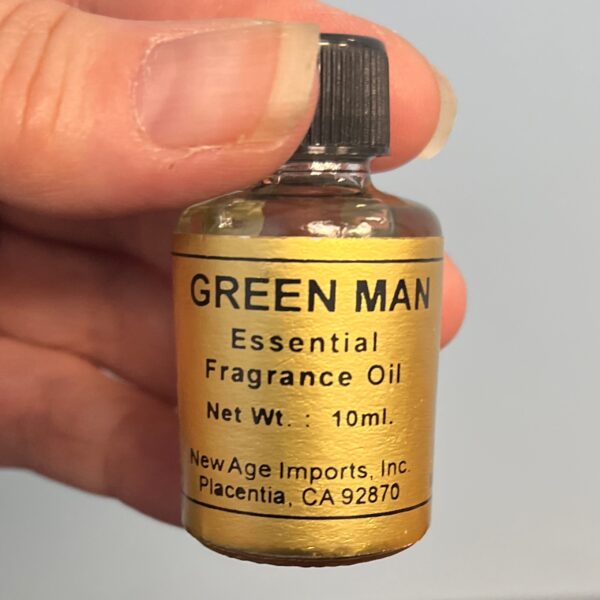 GREEN MAN
Essential
Fragrance Oil
Net Wt. : 10ml.
New Age Imports, Inc.
Placentia, CA 92870